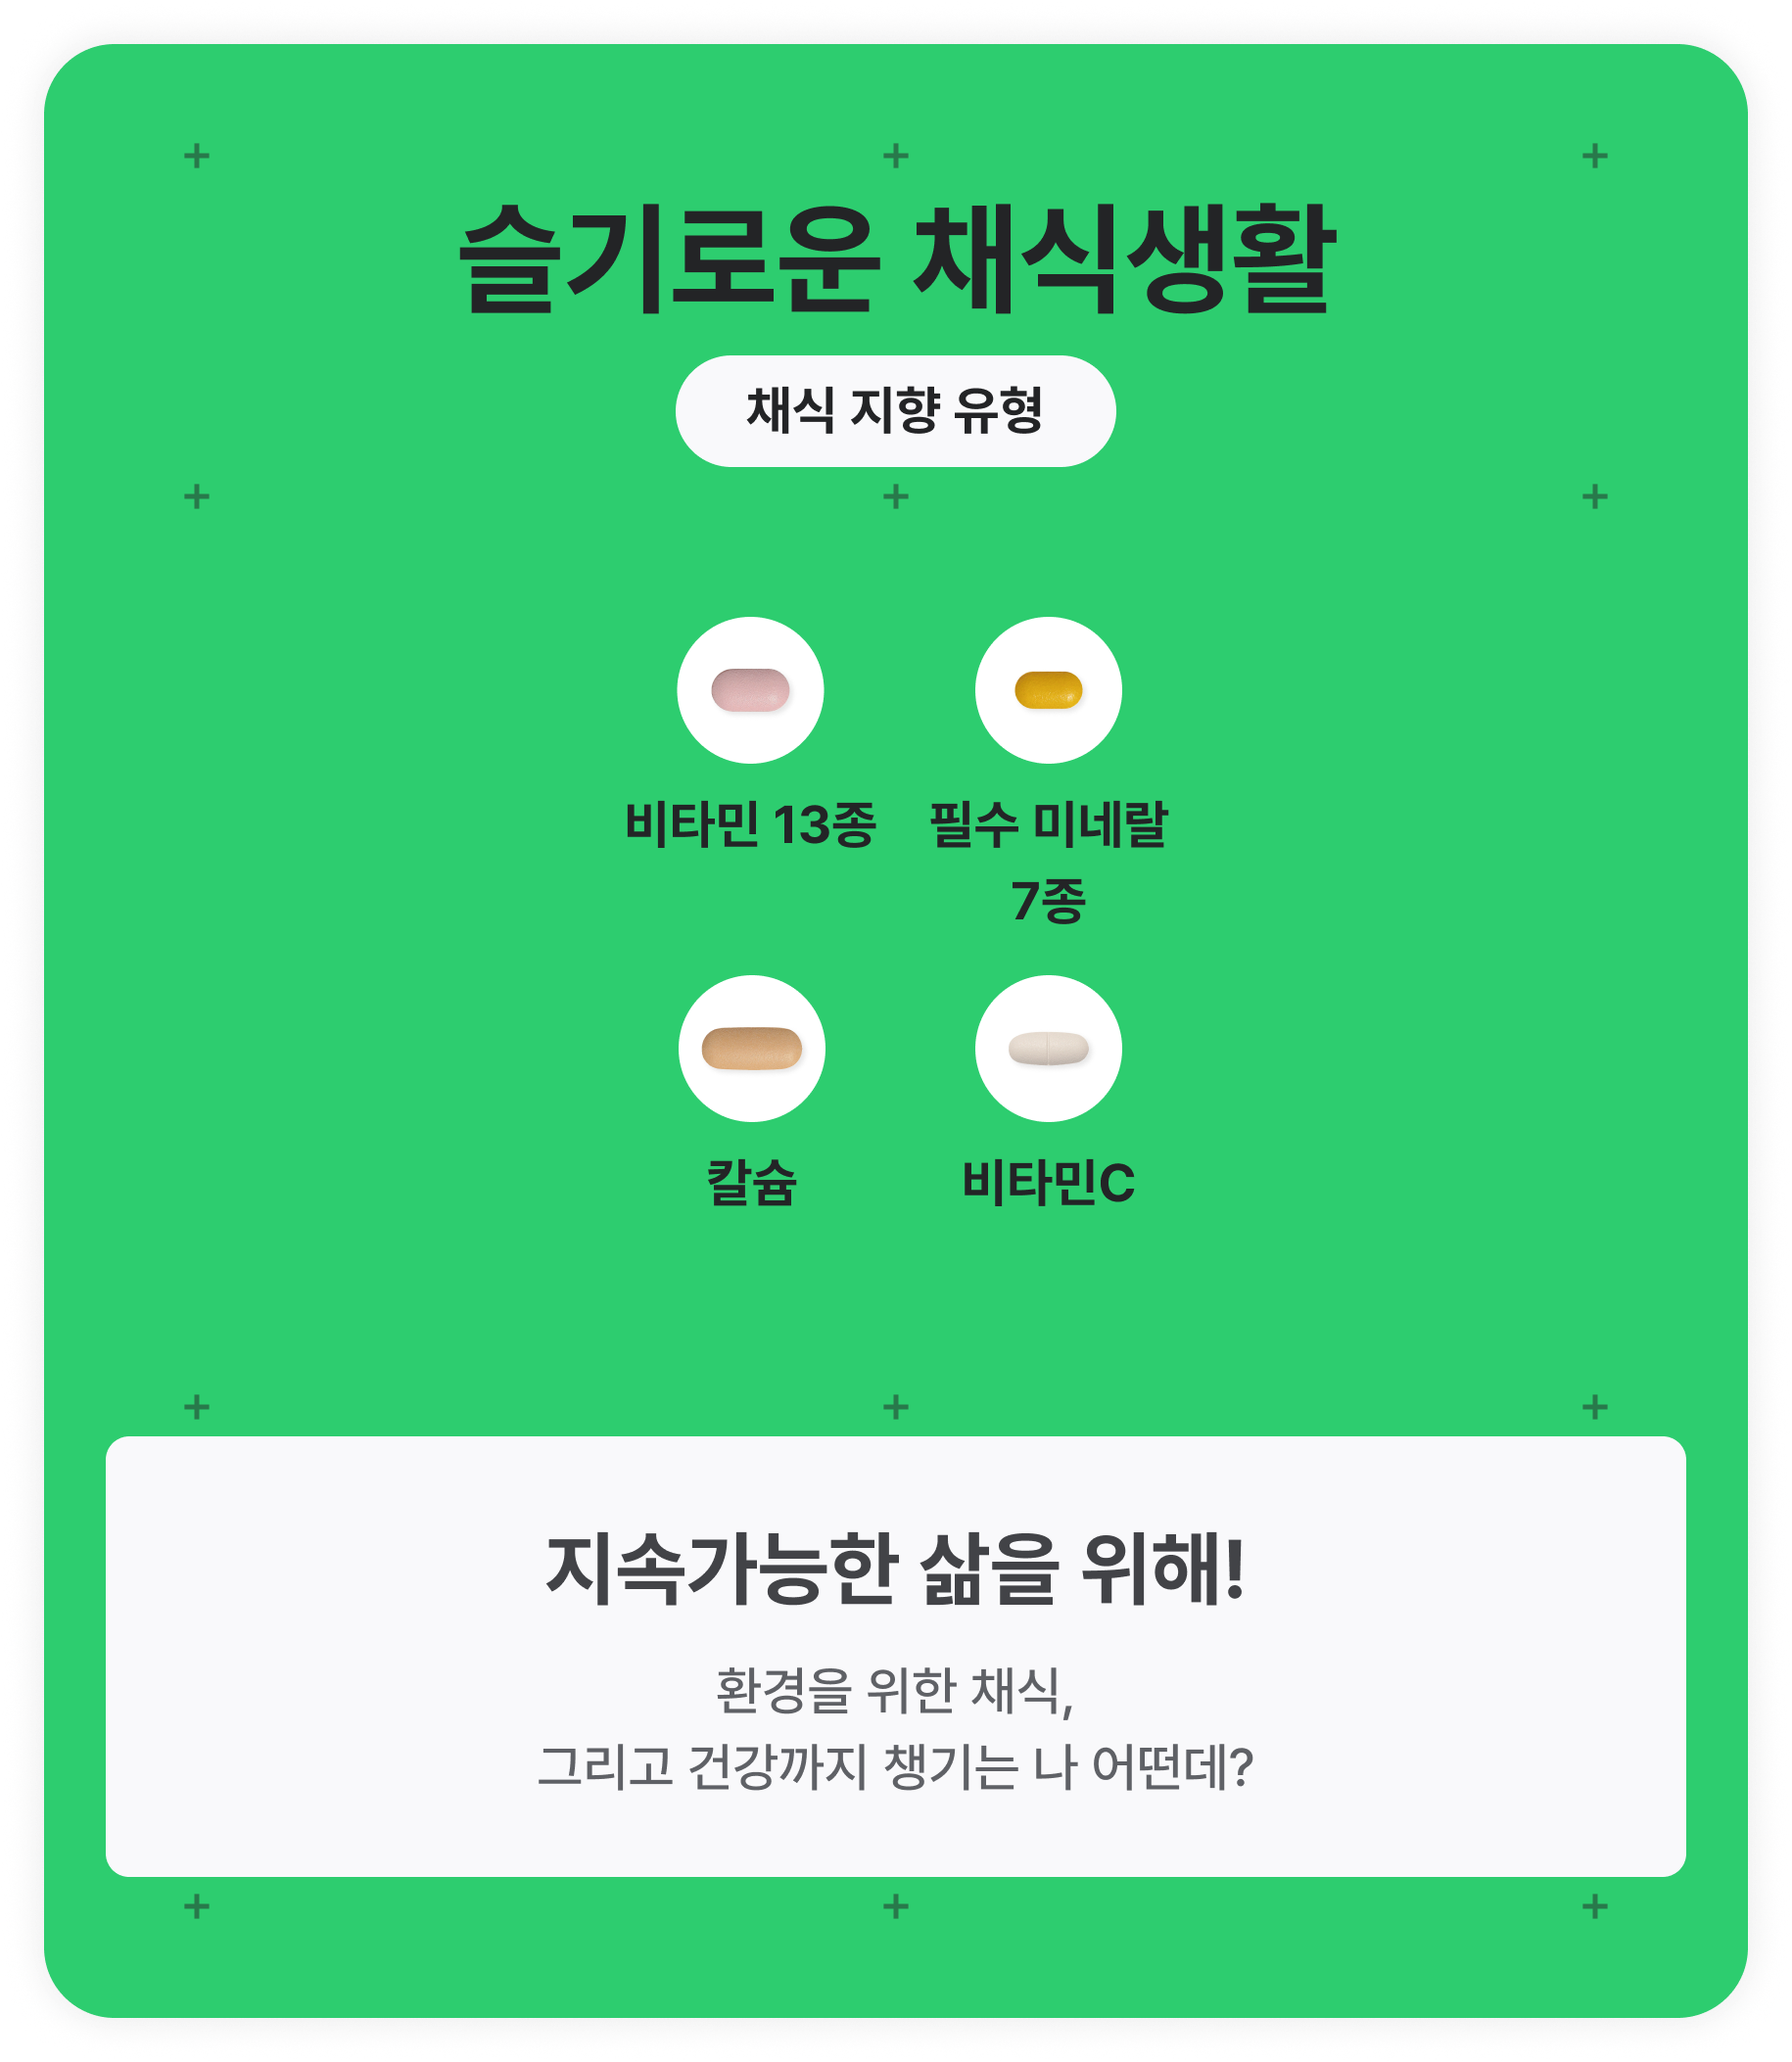 슬기로운 채식생활
채식 지향 유형
비타민 13종
필수 미네랄
7종
칼슘
비타민C
지속가능한 삶을 위해!
환경을 위한 채식,
그리고 건강까지 챙기는 나 어떤데?